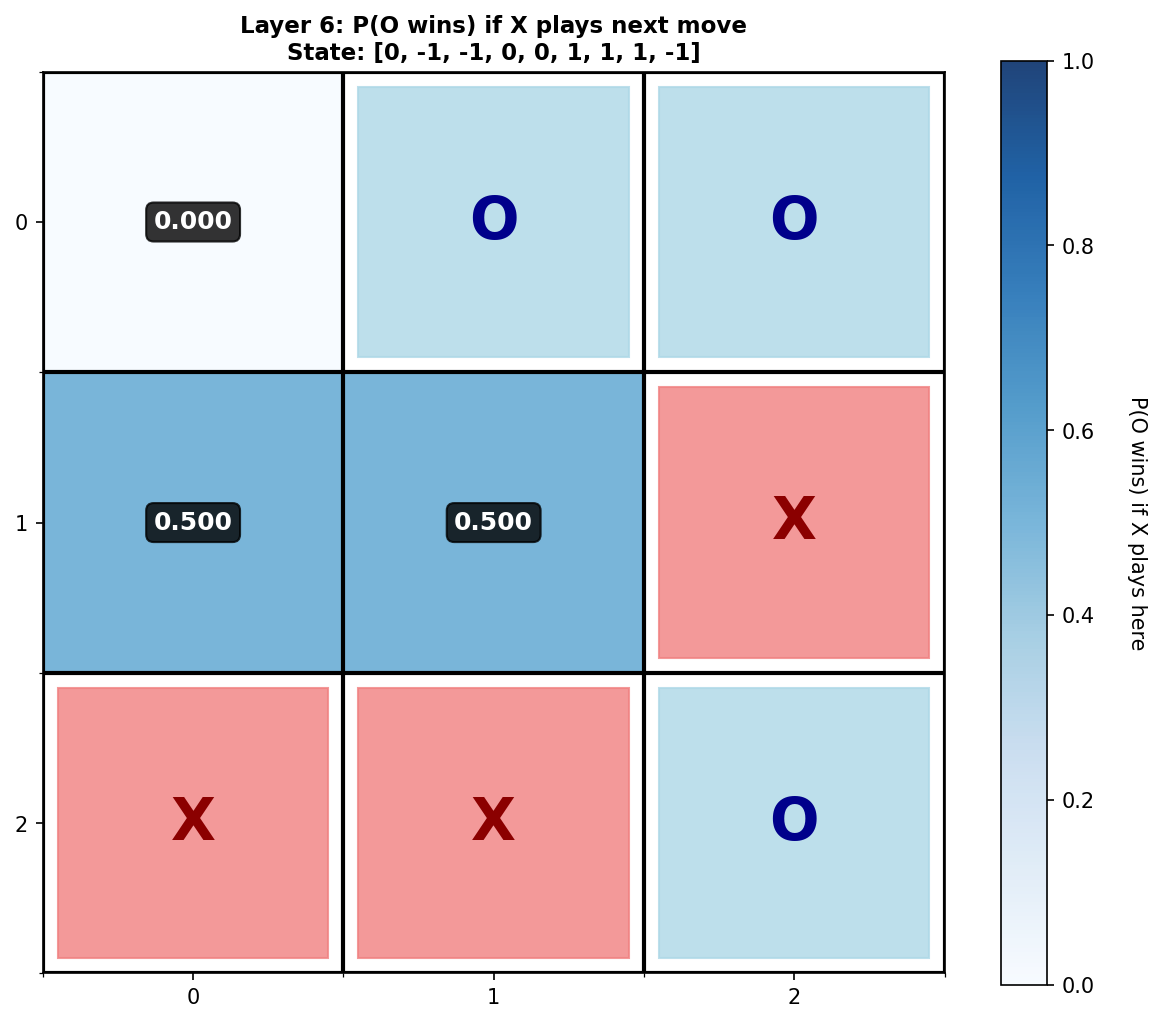 Layer 6: P(O wins) if X plays next move
State: [0, -1, -1, 0, 0, 1, 1, 1, -1]
0
0.000
O
O
1
0.500
0.500
X
2
X
X
O
0
1
2
1.0
0.8
0.6
0.4
0.2
0.0
P(O wins) if X plays here